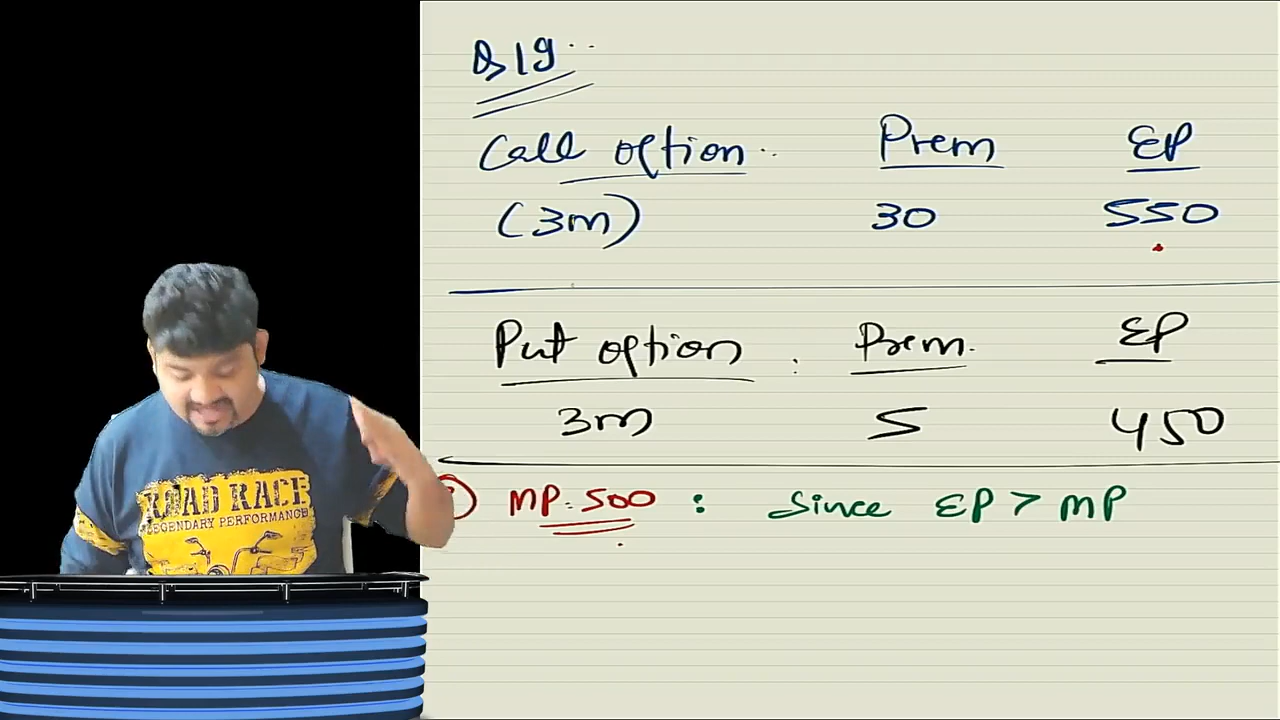 Q19..
Call option.. Prem EP
(3m) 30 550
Put option : Prem. EP
3m 5 450
MP = 500 : Since EP > MP
ROAD RACE
LEGENDARY PERFORMANCE